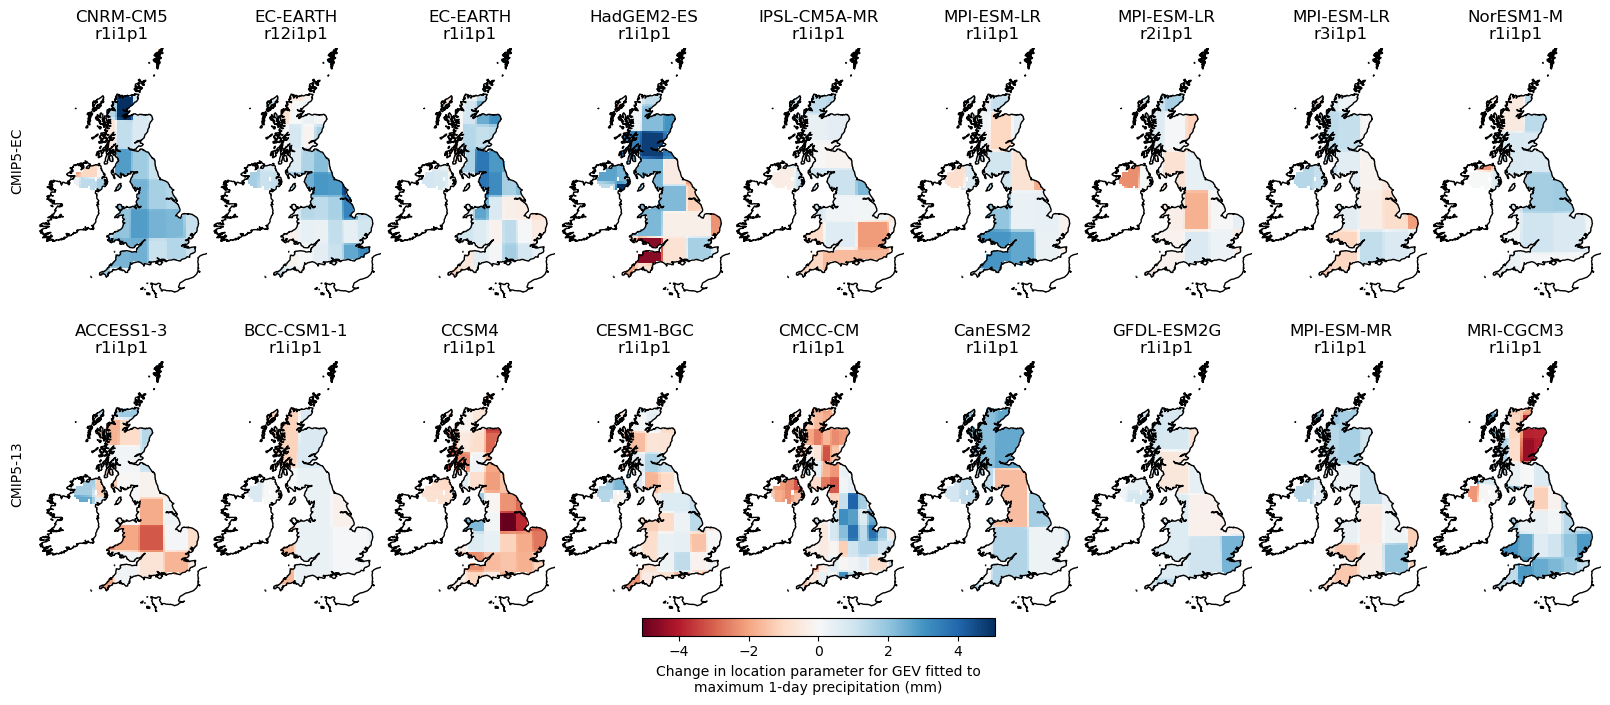 CNRM-CM5
r1i1p1
EC-EARTH
r12i1p1
EC-EARTH
r1i1p1
HadGEM2-ES
r1i1p1
IPSL-CM5A-MR
r1i1p1
MPI-ESM-LR
r1i1p1
MPI-ESM-LR
r2i1p1
MPI-ESM-LR
r3i1p1
NorESM1-M
r1i1p1
CMIP5-EC
ACCESS1-3
r1i1p1
BCC-CSM1-1
r1i1p1
CCSM4
r1i1p1
CESM1-BGC
r1i1p1
CMCC-CM
r1i1p1
CanESM2
r1i1p1
GFDL-ESM2G
r1i1p1
MPI-ESM-MR
r1i1p1
MRI-CGCM3
r1i1p1
CMIP5-13
−4 −2 0 2 4
Change in location parameter for GEV fitted to
maximum 1-day precipitation (mm)